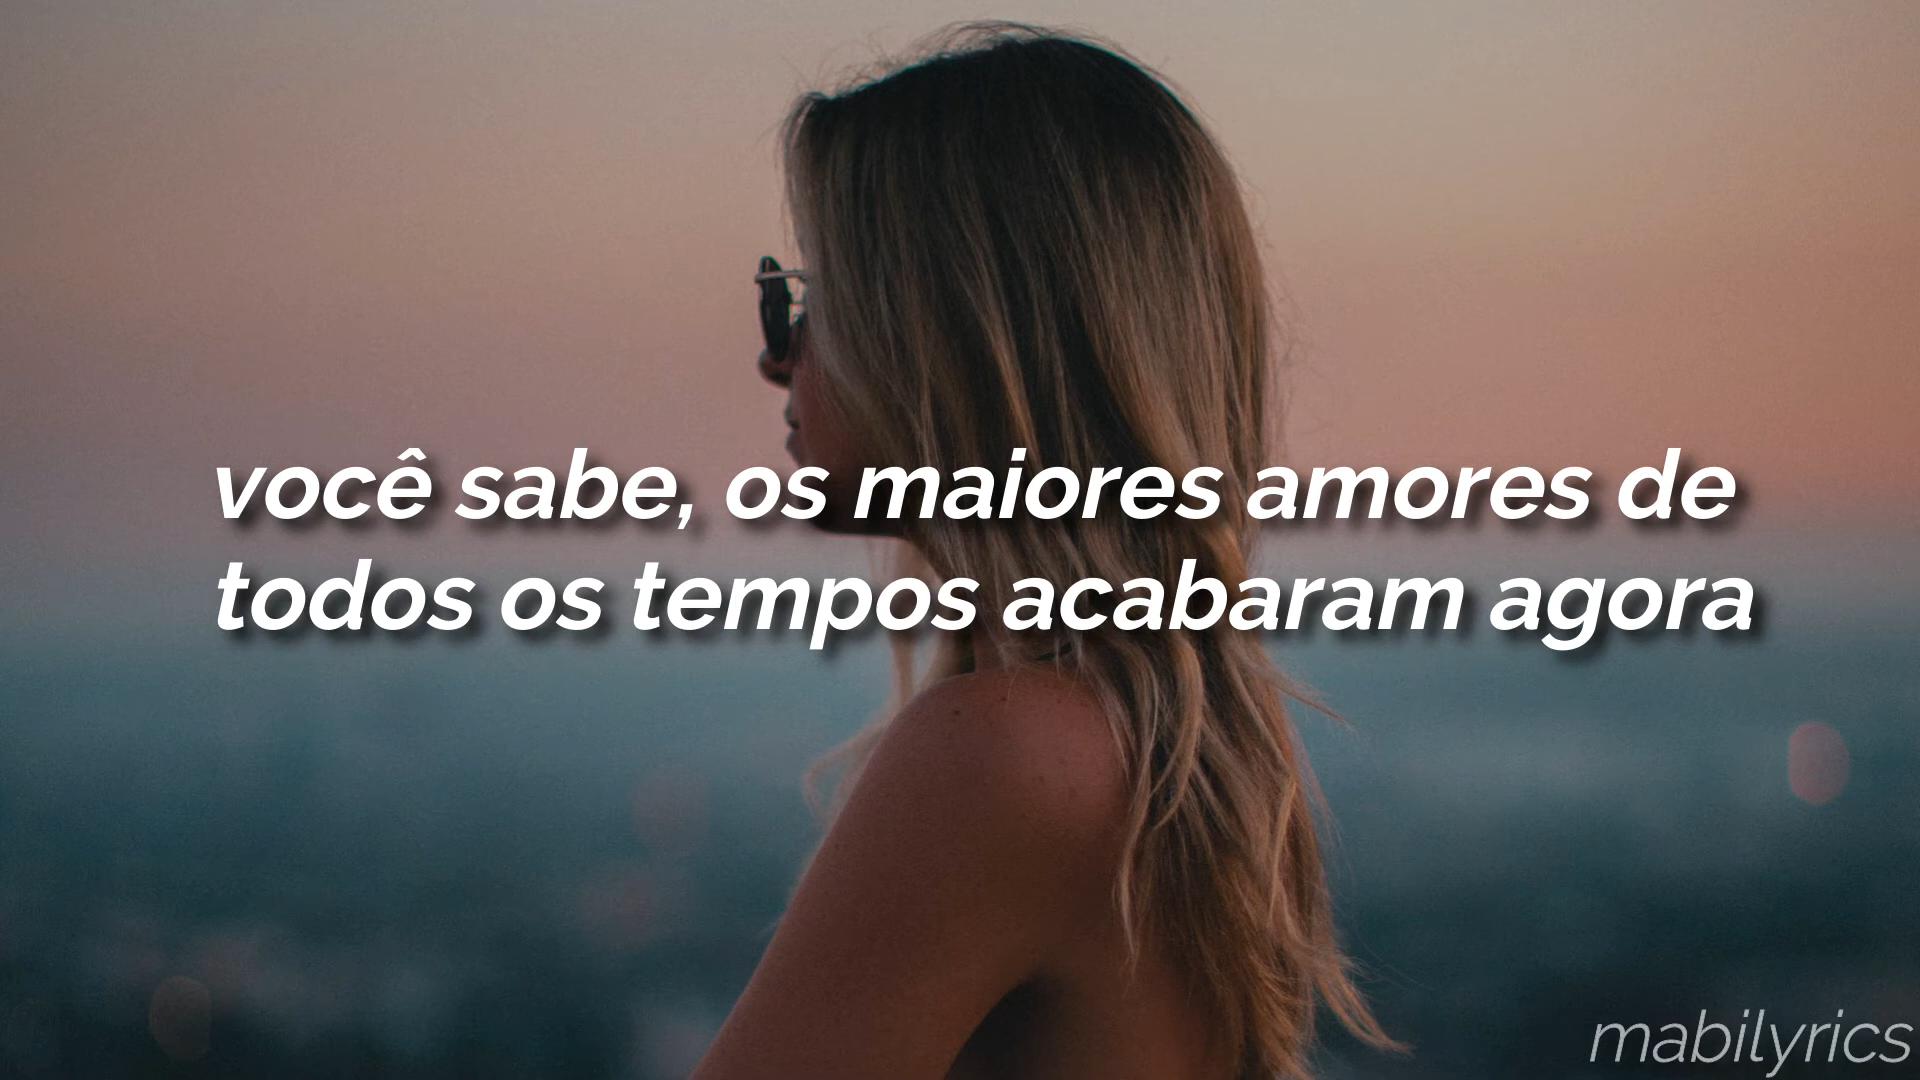 você sabe, os maiores amores de
todos os tempos acabaram agora
mabilyrics